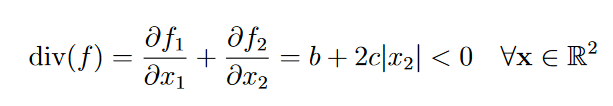 div(f) = ∂f₁/∂x₁ + ∂f₂/∂x₂ = b + 2c|x₂| < 0 ∀𝐱 ∈ ℝ²